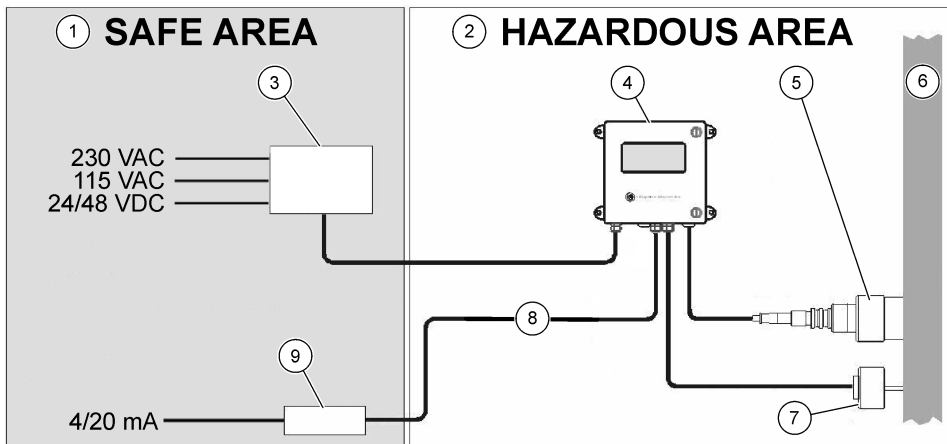 1 SAFE AREA
2 HAZARDOUS AREA
3
4
5
6
230 VAC
115 VAC
24/48 VDC
8
9
7
4/20 mA